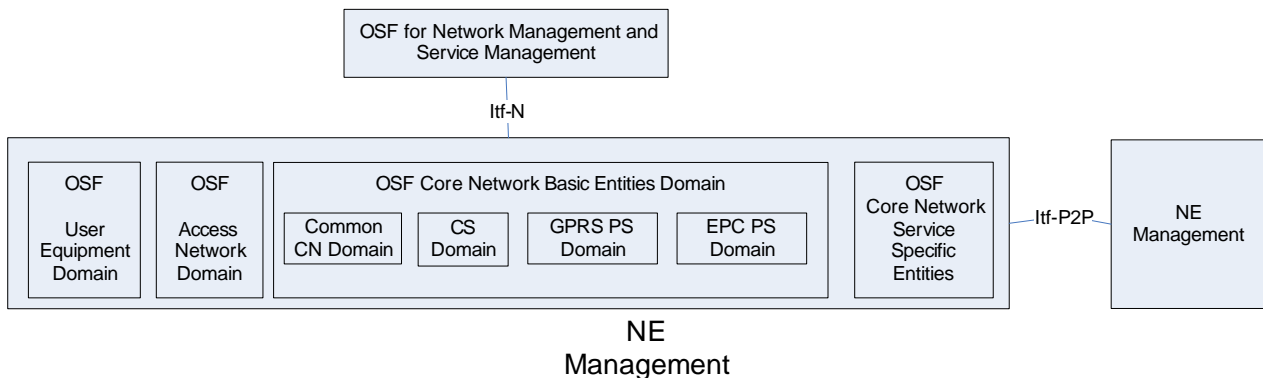 OSF for Network Management and
Service Management
Itf-N
OSF
User
Equipment
Domain
OSF
Access
Network
Domain
OSF Core Network Basic Entities Domain
Common
CN Domain
CS
Domain
GPRS PS
Domain
EPC PS
Domain
OSF
Core Network
Service
Specific
Entities
Itf-P2P
NE
Management
NE
Management